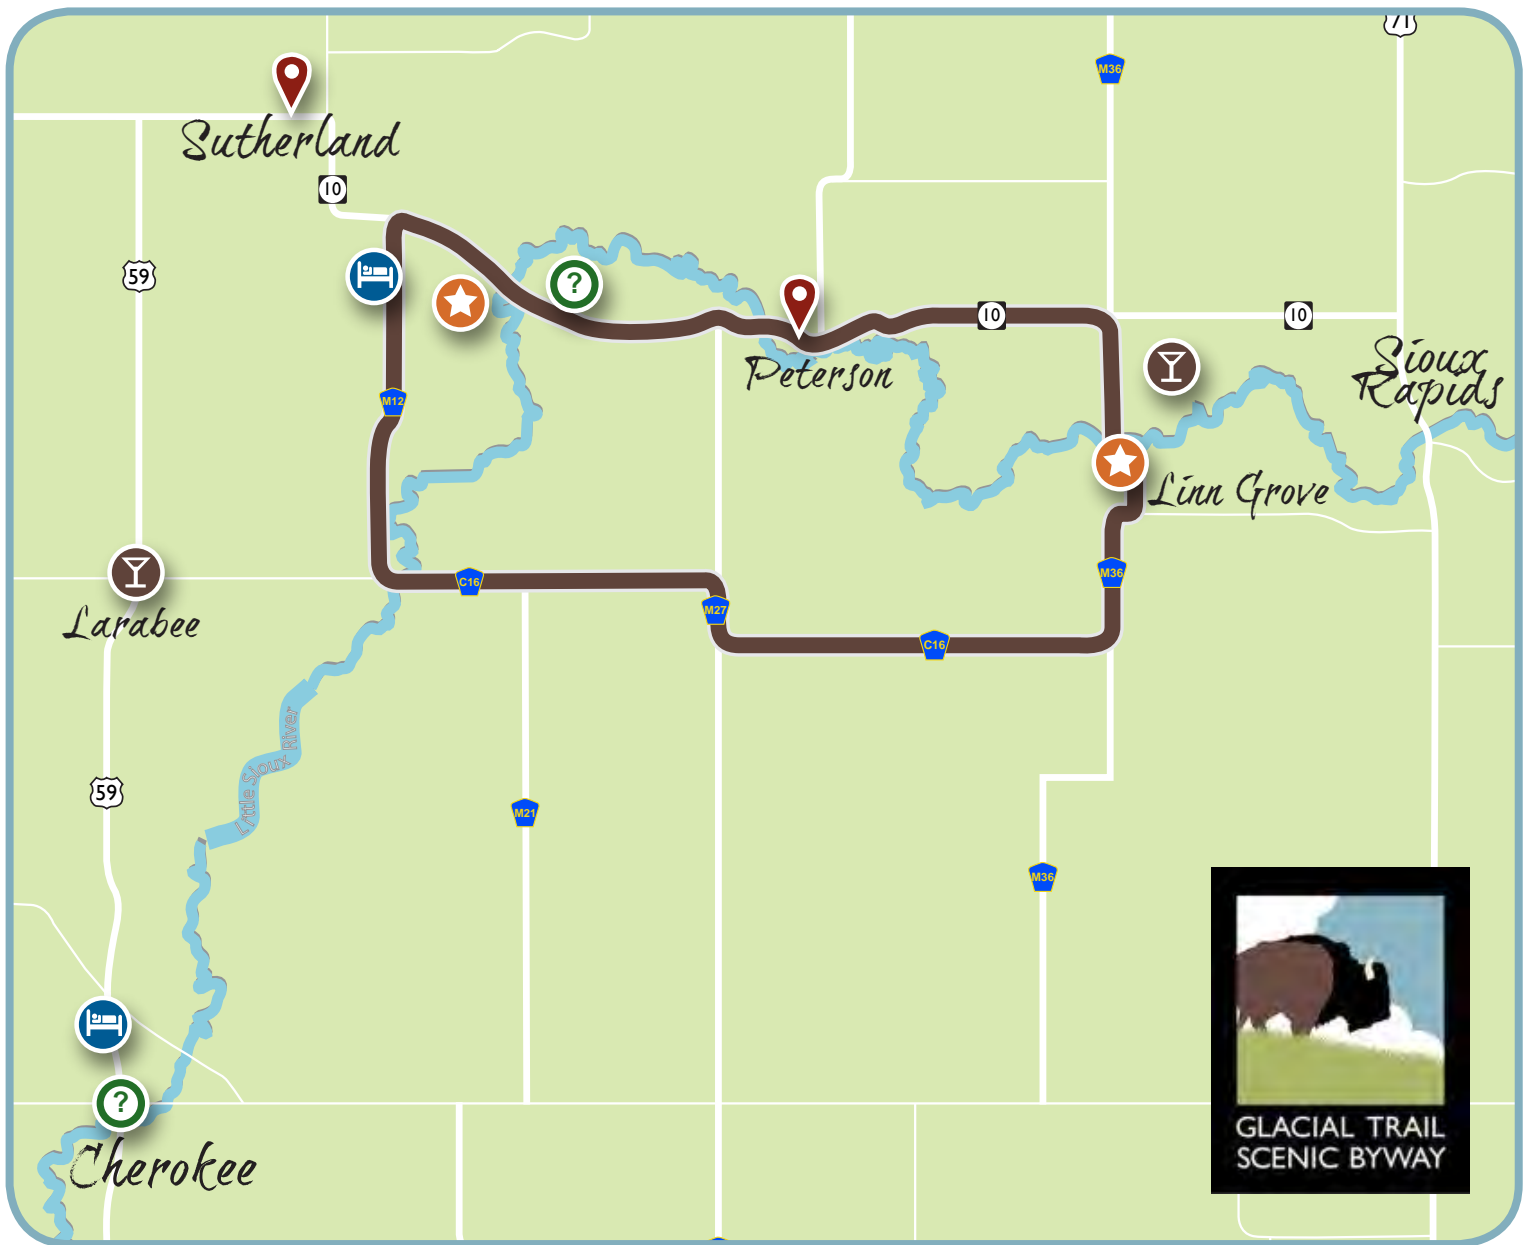 71
M36
Sutherland
10
59
?
10
10
Peterson
Sioux
Rapids
M12
Linn Grove
C16
M36
M27
Larabee
C16
Little Sioux River
59
M21
M36
?
Cherokee
GLACIAL TRAIL
SCENIC BYWAY